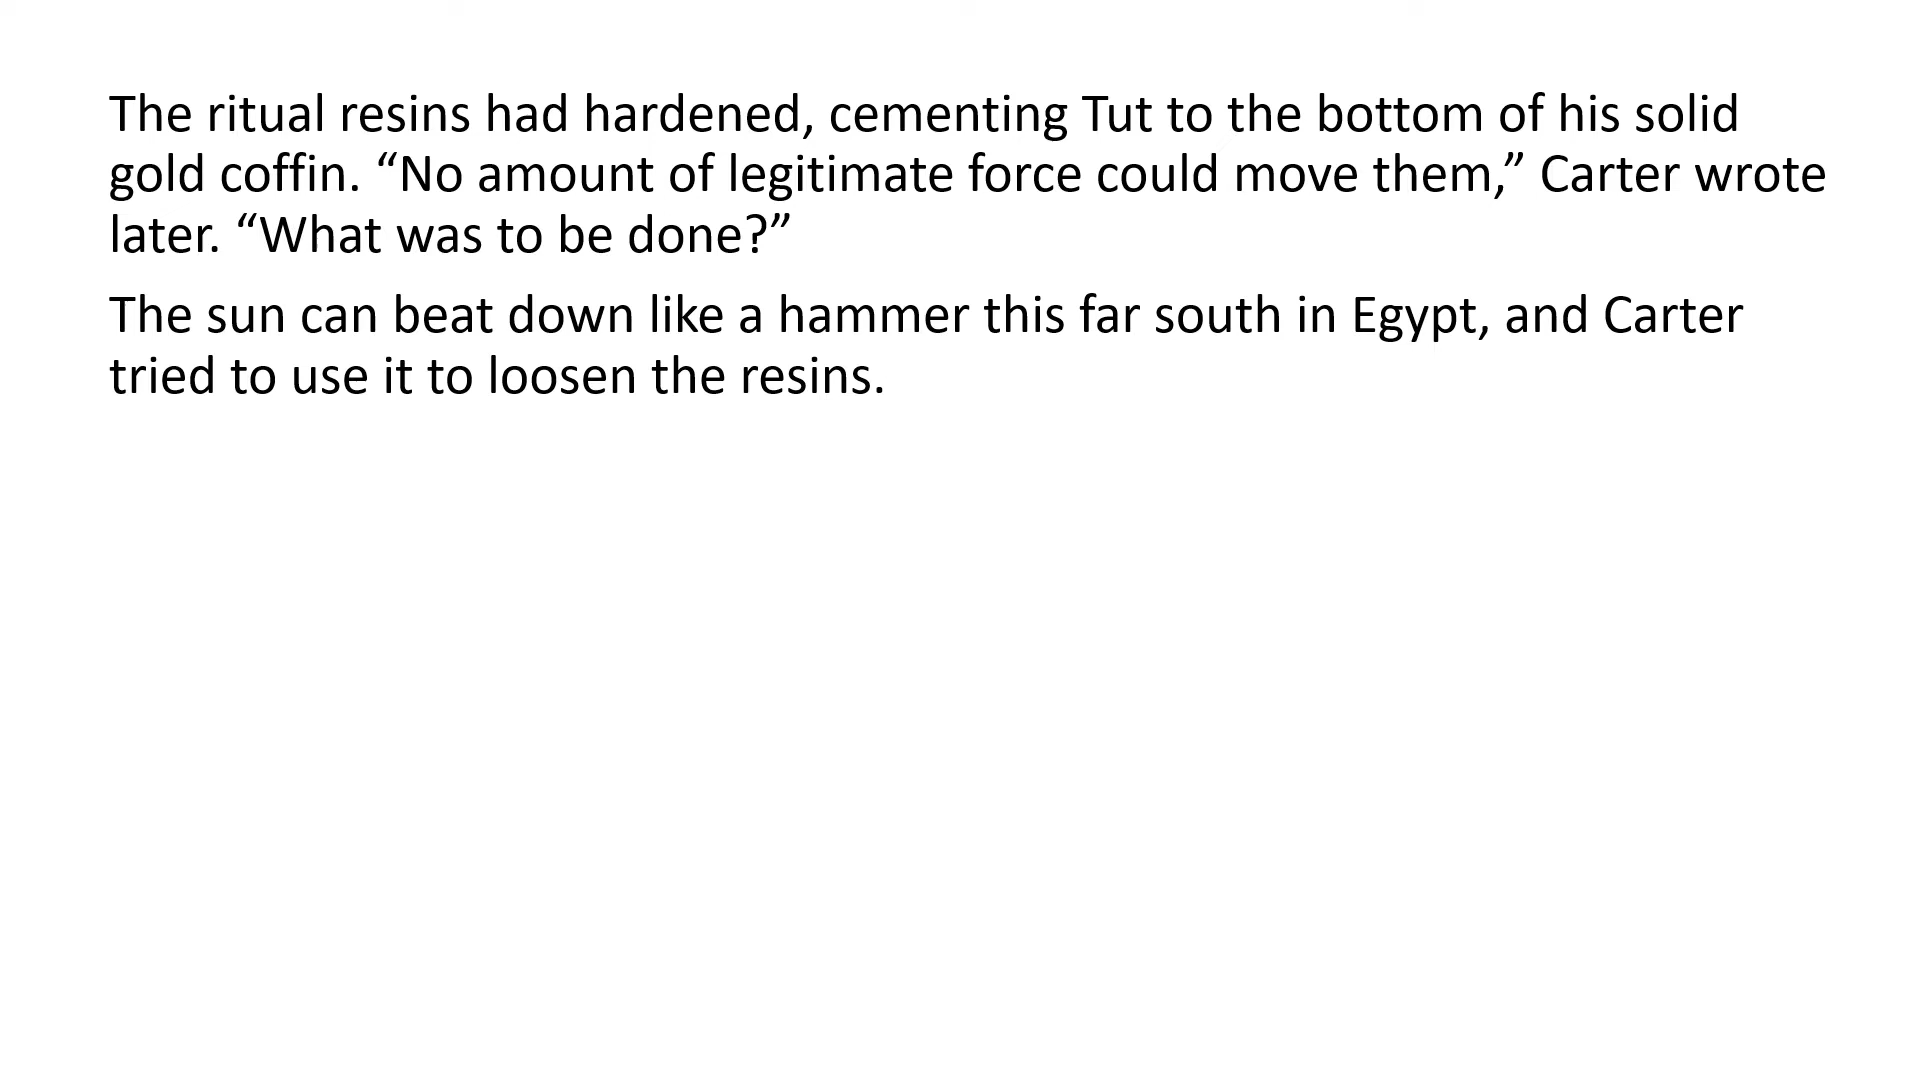 The ritual resins had hardened, cementing Tut to the bottom of his solid
gold coffin. “No amount of legitimate force could move them,” Carter wrote
later. “What was to be done?”
The sun can beat down like a hammer this far south in Egypt, and Carter
tried to use it to loosen the resins.